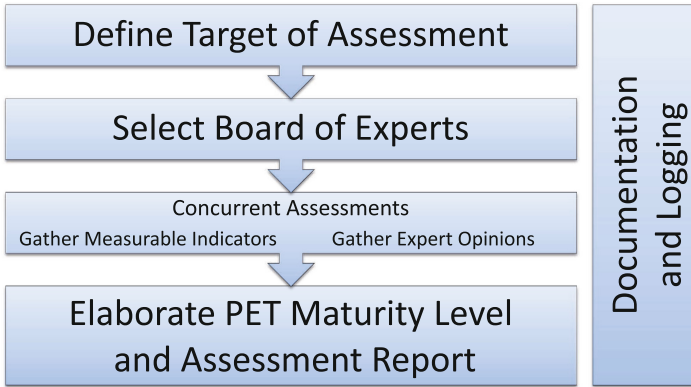 Define Target of Assessment
Select Board of Experts
Concurrent Assessments
Gather Measurable Indicators Gather Expert Opinions
Elaborate PET Maturity Level
and Assessment Report
Documentation
and Logging